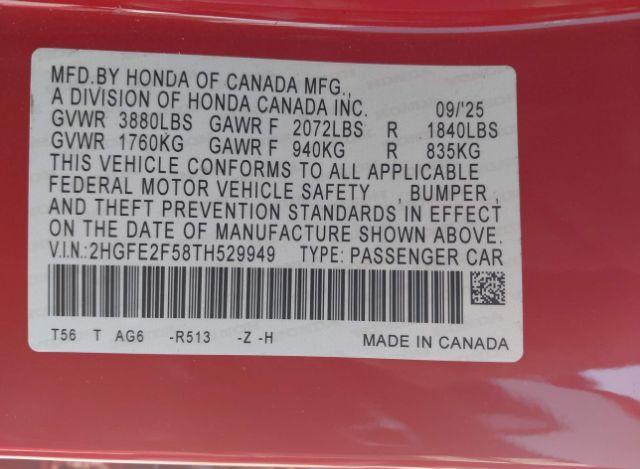 MFD.BY HONDA OF CANADA MFG.,
A DIVISION OF HONDA CANADA INC. 09/'25
GVWR 3880LBS GAWR F 2072LBS R 1840LBS
GVWR 1760KG GAWR F 940KG R 835KG
THIS VEHICLE CONFORMS TO ALL APPLICABLE
FEDERAL MOTOR VEHICLE SAFETY , BUMPER ,
AND THEFT PREVENTION STANDARDS IN EFFECT
ON THE DATE OF MANUFACTURE SHOWN ABOVE.
V.I.N.:2HGFE2F58TH529949 TYPE: PASSENGER CAR
T56 T AG6 -R513 -Z -H MADE IN CANADA